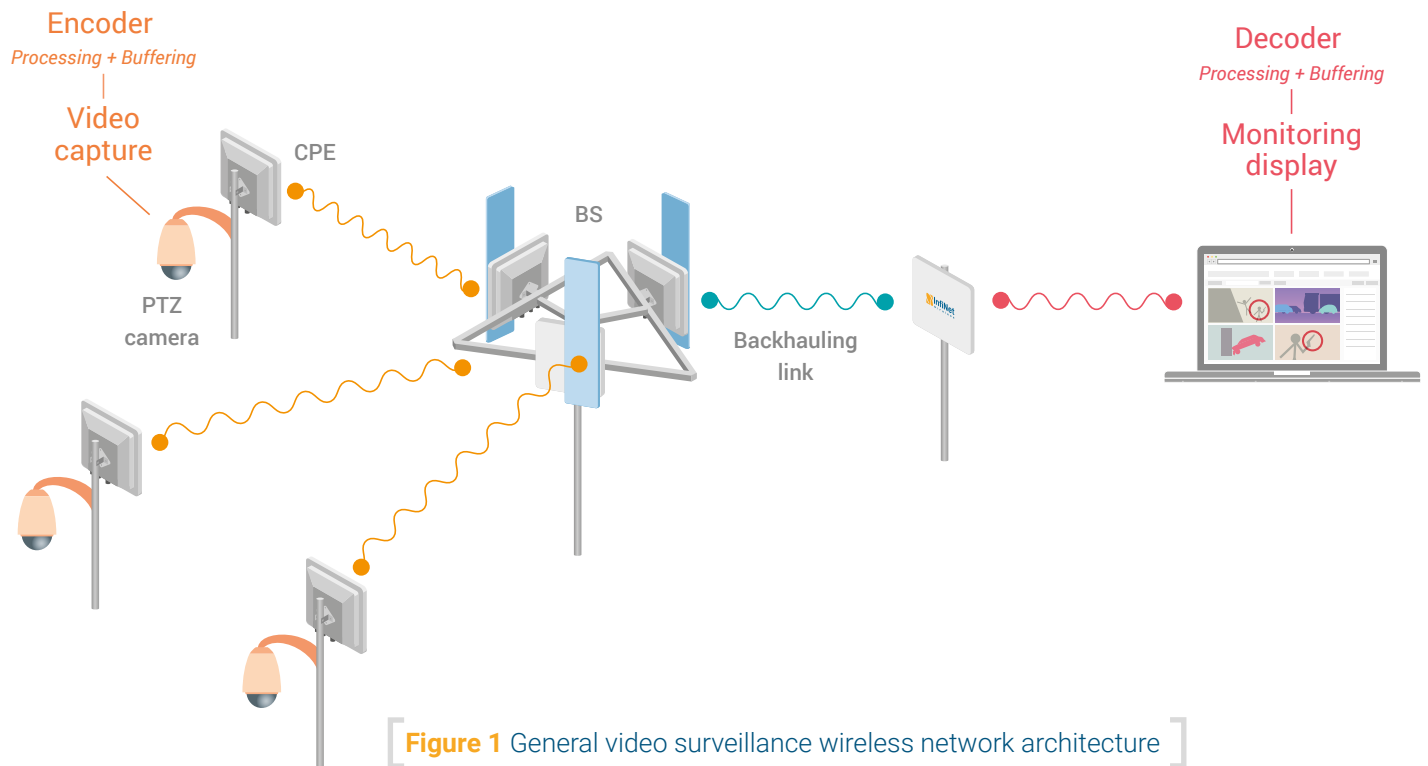 Encoder
Processing + Buffering
Video
capture
CPE
PTZ
camera
BS
Backhauling
link
InfiNet
Decoder
Processing + Buffering
Monitoring
display
Figure 1 General video surveillance wireless network architecture